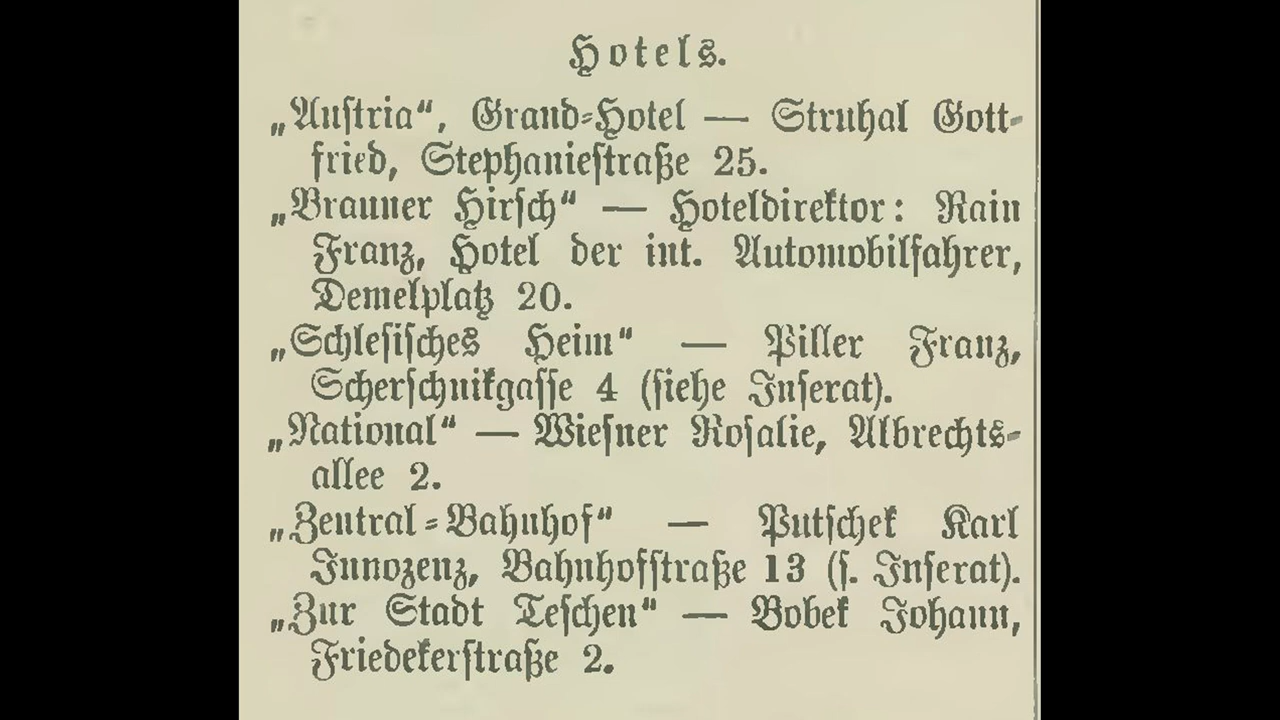 Hotels.
„Austria“, Grand-Hotel — Struhal Gott-
fried, Stephaniestraße 25.
„Brauner Hirsch“ — Hoteldirektor: Rain
Franz, Hotel der int. Automobilfahrer,
Demelplatz 20.
„Schlesisches Heim“ — Piller Franz,
Scherschnikgasse 4 (siehe Inserat).
„National“ — Wiesner Rosalie, Albrechts-
allee 2.
„Zentral-Bahnhof“ — Putschek Karl
Innozenz, Bahnhofstraße 13 (s. Inserat).
„Zur Stadt Teschen“ — Bobek Johann,
Friedekerstraße 2.